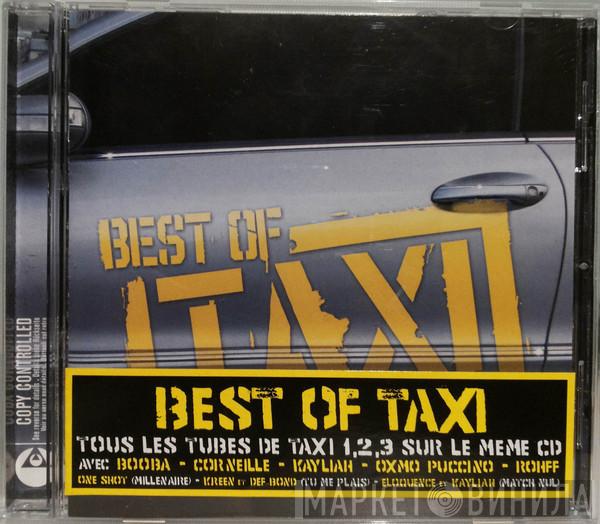 BEST OF
TAXI
COPY CONTROLLED
BEST OF TAXI
TOUS LES TUBES DE TAXI 1,2,3 SUR LE MEME CD
AVEC BOOBA - CORNEILLE - KAYLIAH - OXMO PUCCINO - ROHFF
ONE SHOT (MILLENAIRE) - KREEN ET DEF BOND (TU ME PLAIS) - ELOQUENCE ET KAYLIAH (MATCH NUL)
МАРКЕТ ВИНИЛА